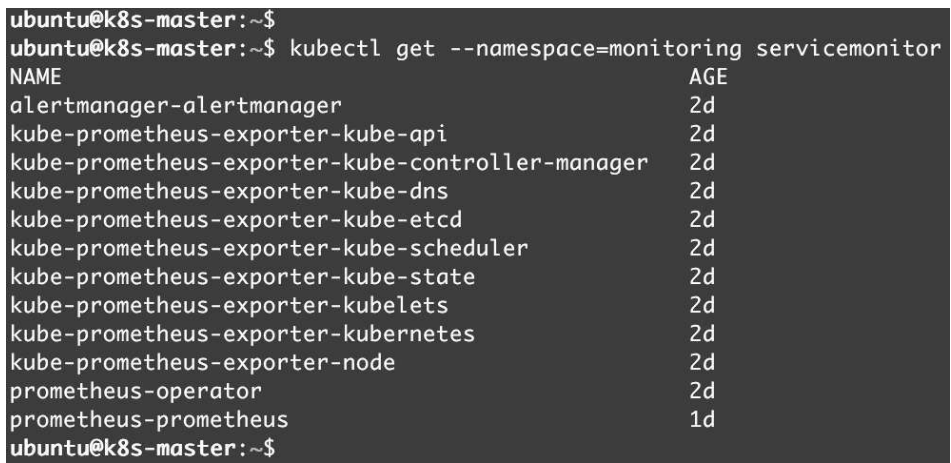 ubuntu@k8s-master:~$
ubuntu@k8s-master:~$ kubectl get --namespace=monitoring servicemonitor
NAME AGE
alertmanager-alertmanager 2d
kube-prometheus-exporter-kube-api 2d
kube-prometheus-exporter-kube-controller-manager 2d
kube-prometheus-exporter-kube-dns 2d
kube-prometheus-exporter-kube-etcd 2d
kube-prometheus-exporter-kube-scheduler 2d
kube-prometheus-exporter-kube-state 2d
kube-prometheus-exporter-kubelets 2d
kube-prometheus-exporter-kubernetes 2d
kube-prometheus-exporter-node 2d
prometheus-operator 2d
prometheus-prometheus 1d
ubuntu@k8s-master:~$